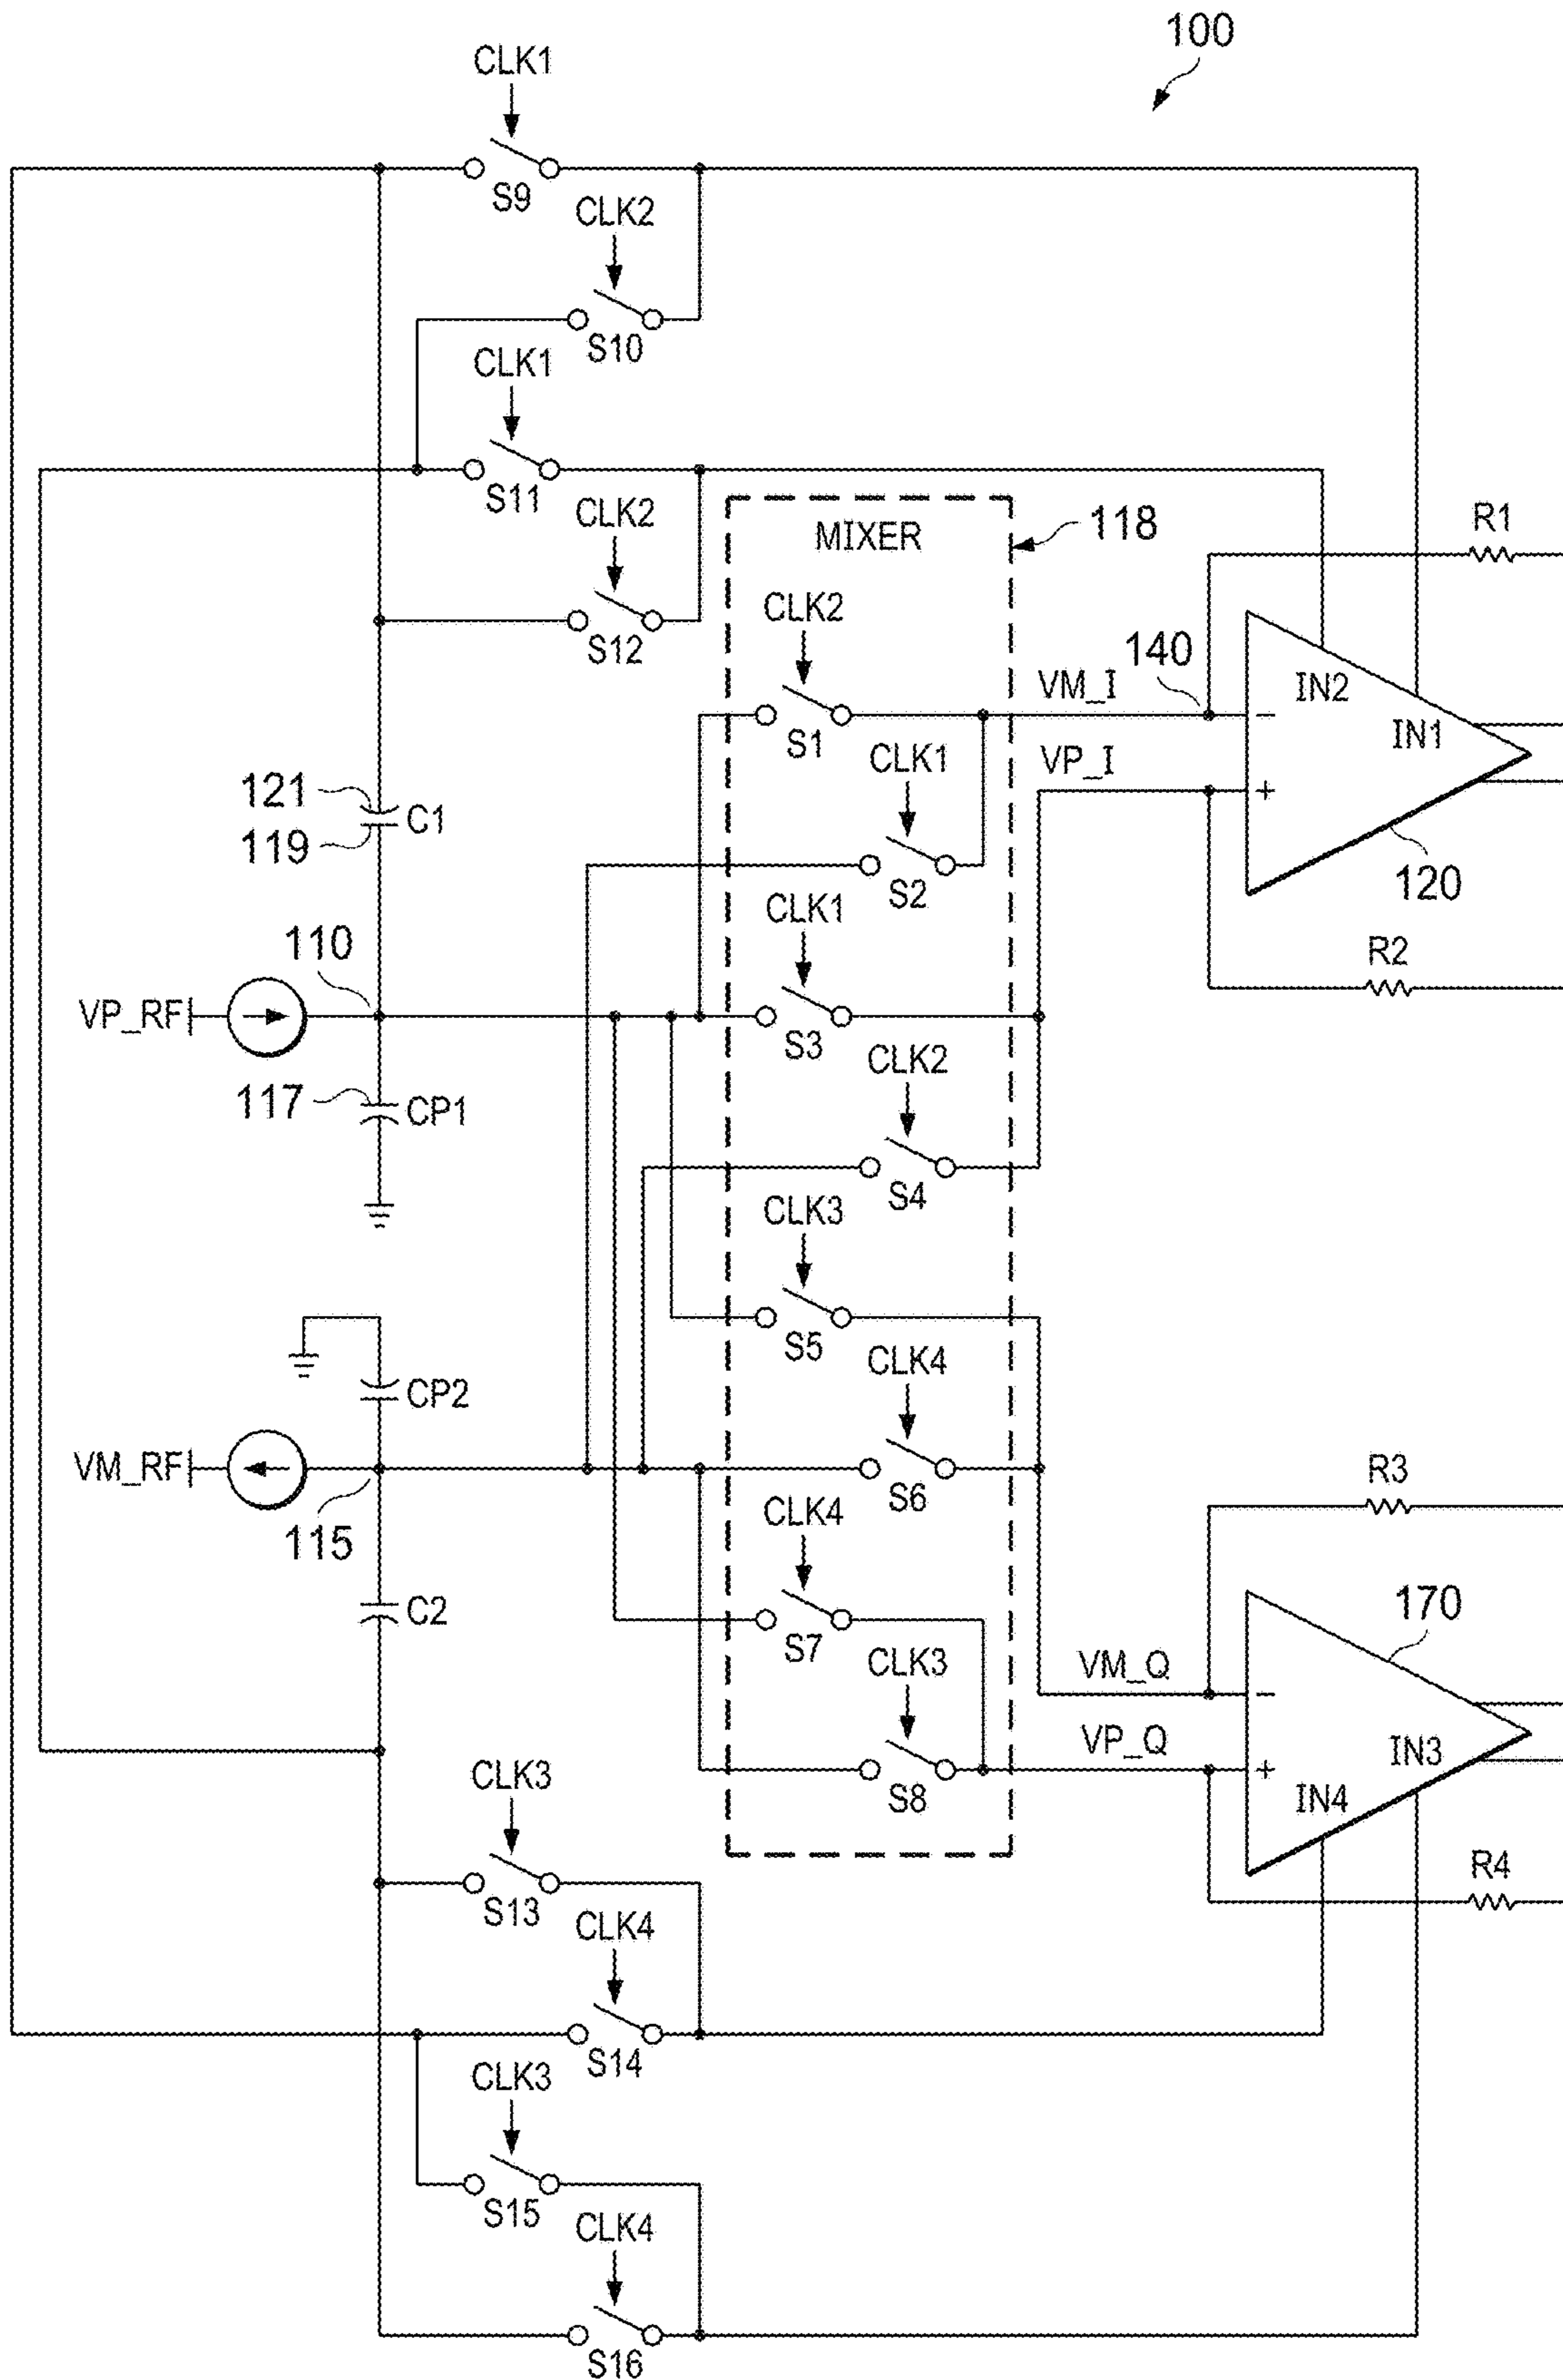 100
CLK1
S9
CLK2
S10
CLK1
S11
CLK2
S12
MIXER
118
R1
CLK2
S1
140
VM_I
IN2
IN1
CLK1
VP_I
121
C1
119
S2
120
CLK1
110
R2
VP_RF
S3
117
CP1
CLK2
S4
CLK3
S5
CP2
CLK4
VM_RF
S6
R3
115
CLK4
C2
S7
170
CLK3
VM_Q
VP_Q
IN3
S8
IN4
CLK3
R4
S13
CLK4
S14
CLK3
S15
CLK4
S16